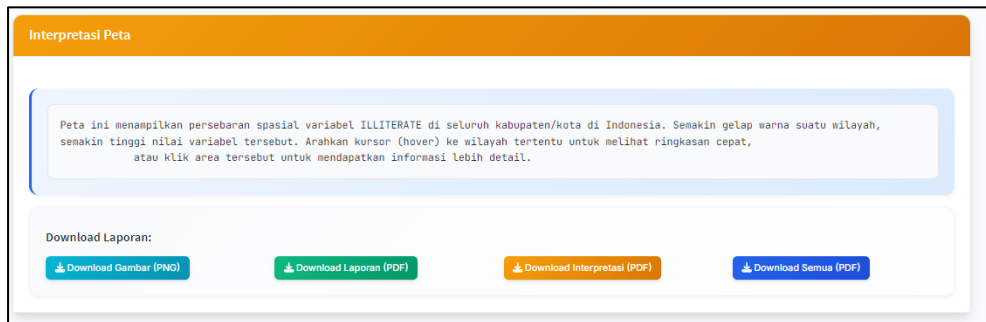 Interpretasi Peta
Peta ini menampilkan persebaran spasial variabel ILLITERATE di seluruh kabupaten/kota di Indonesia. Semakin gelap warna suatu wilayah,
semakin tinggi nilai variabel tersebut. Arahkan kursor (hover) ke wilayah tertentu untuk melihat ringkasan cepat,
atau klik area tersebut untuk mendapatkan informasi lebih detail.
Download Laporan:
Download Gambar (PNG)
Download Laporan (PDF)
Download Interpretasi (PDF)
Download Semua (PDF)